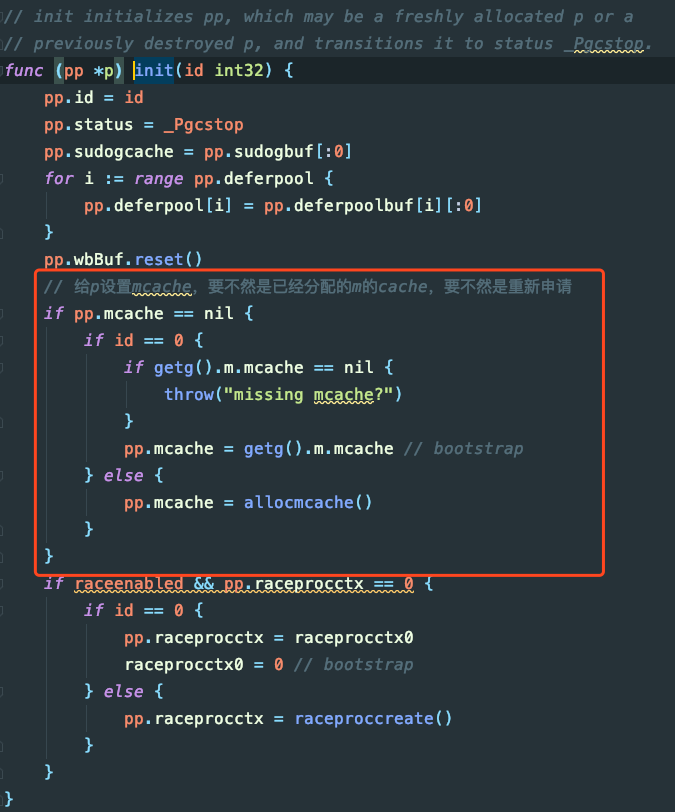 // init initializes pp, which may be a freshly allocated p or a
// previously destroyed p, and transitions it to status _Pgcstop.
func (pp *p) init(id int32) {
    pp.id = id
    pp.status = _Pgcstop
    pp.sudogcache = pp.sudogbuf[:0]
    for i := range pp.deferpool {
        pp.deferpool[i] = pp.deferpoolbuf[i][:0]
    }
    pp.wbBuf.reset()
    // 给p设置mcache，要不然是已经分配的m的cache，要不然是重新申请
    if pp.mcache == nil {
        if id == 0 {
            if getg().m.mcache == nil {
                throw("missing mcache?")
            }
            pp.mcache = getg().m.mcache // bootstrap
        } else {
            pp.mcache = allocmcache()
        }
    }
    if raceenabled && pp.raceprocctx == 0 {
        if id == 0 {
            pp.raceprocctx = raceprocctx0
            raceprocctx0 = 0 // bootstrap
        } else {
            pp.raceprocctx = raceproccreate()
        }
    }
}